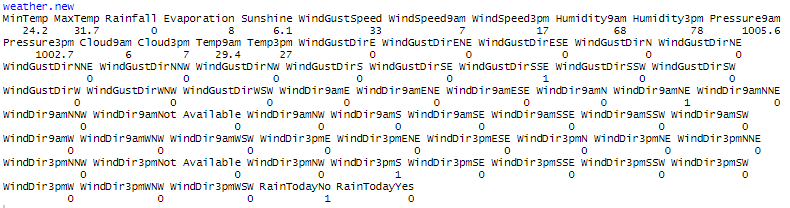 weather.new
MinTemp MaxTemp Rainfall Evaporation Sunshine WindGustSpeed WindSpeed9am WindSpeed3pm Humidity9am Humidity3pm Pressure9am
24.2 31.7 0 8 6.1 33 7 17 68 78 1005.6
Pressure3pm Cloud9am Cloud3pm Temp9am Temp3pm WindGustDirE WindGustDirENE WindGustDirESE WindGustDirN WindGustDirNE
1002.7 6 7 29.4 27 0 0 0 0 0
WindGustDirNNE WindGustDirNNW WindGustDirNW WindGustDirS WindGustDirSE WindGustDirSSE WindGustDirSSW WindGustDirSW
0 0 0 0 0 1 0 0
WindGustDirW WindGustDirWNW WindGustDirWSW WindDir9amE WindDir9amENE WindDir9amESE WindDir9amN WindDir9amNE WindDir9amNNE
0 0 0 0 0 0 0 1 0
WindDir9amNNW WindDir9amNot Available WindDir9amNW WindDir9amS WindDir9amSE WindDir9amSSE WindDir9amSSW WindDir9amSW
0 0 0 0 0 0 0 0
WindDir9amW WindDir9amWNW WindDir9amWSW WindDir3pmE WindDir3pmENE WindDir3pmESE WindDir3pmN WindDir3pmNE WindDir3pmNNE
0 0 0 0 0 0 0 0 0
WindDir3pmNNW WindDir3pmNot Available WindDir3pmNW WindDir3pmS WindDir3pmSE WindDir3pmSSE WindDir3pmSSW WindDir3pmSW
0 0 0 1 0 0 0 0
WindDir3pmW WindDir3pmWNW WindDir3pmWSW RainTodayNo RainTodayYes
0 0 0 1 0